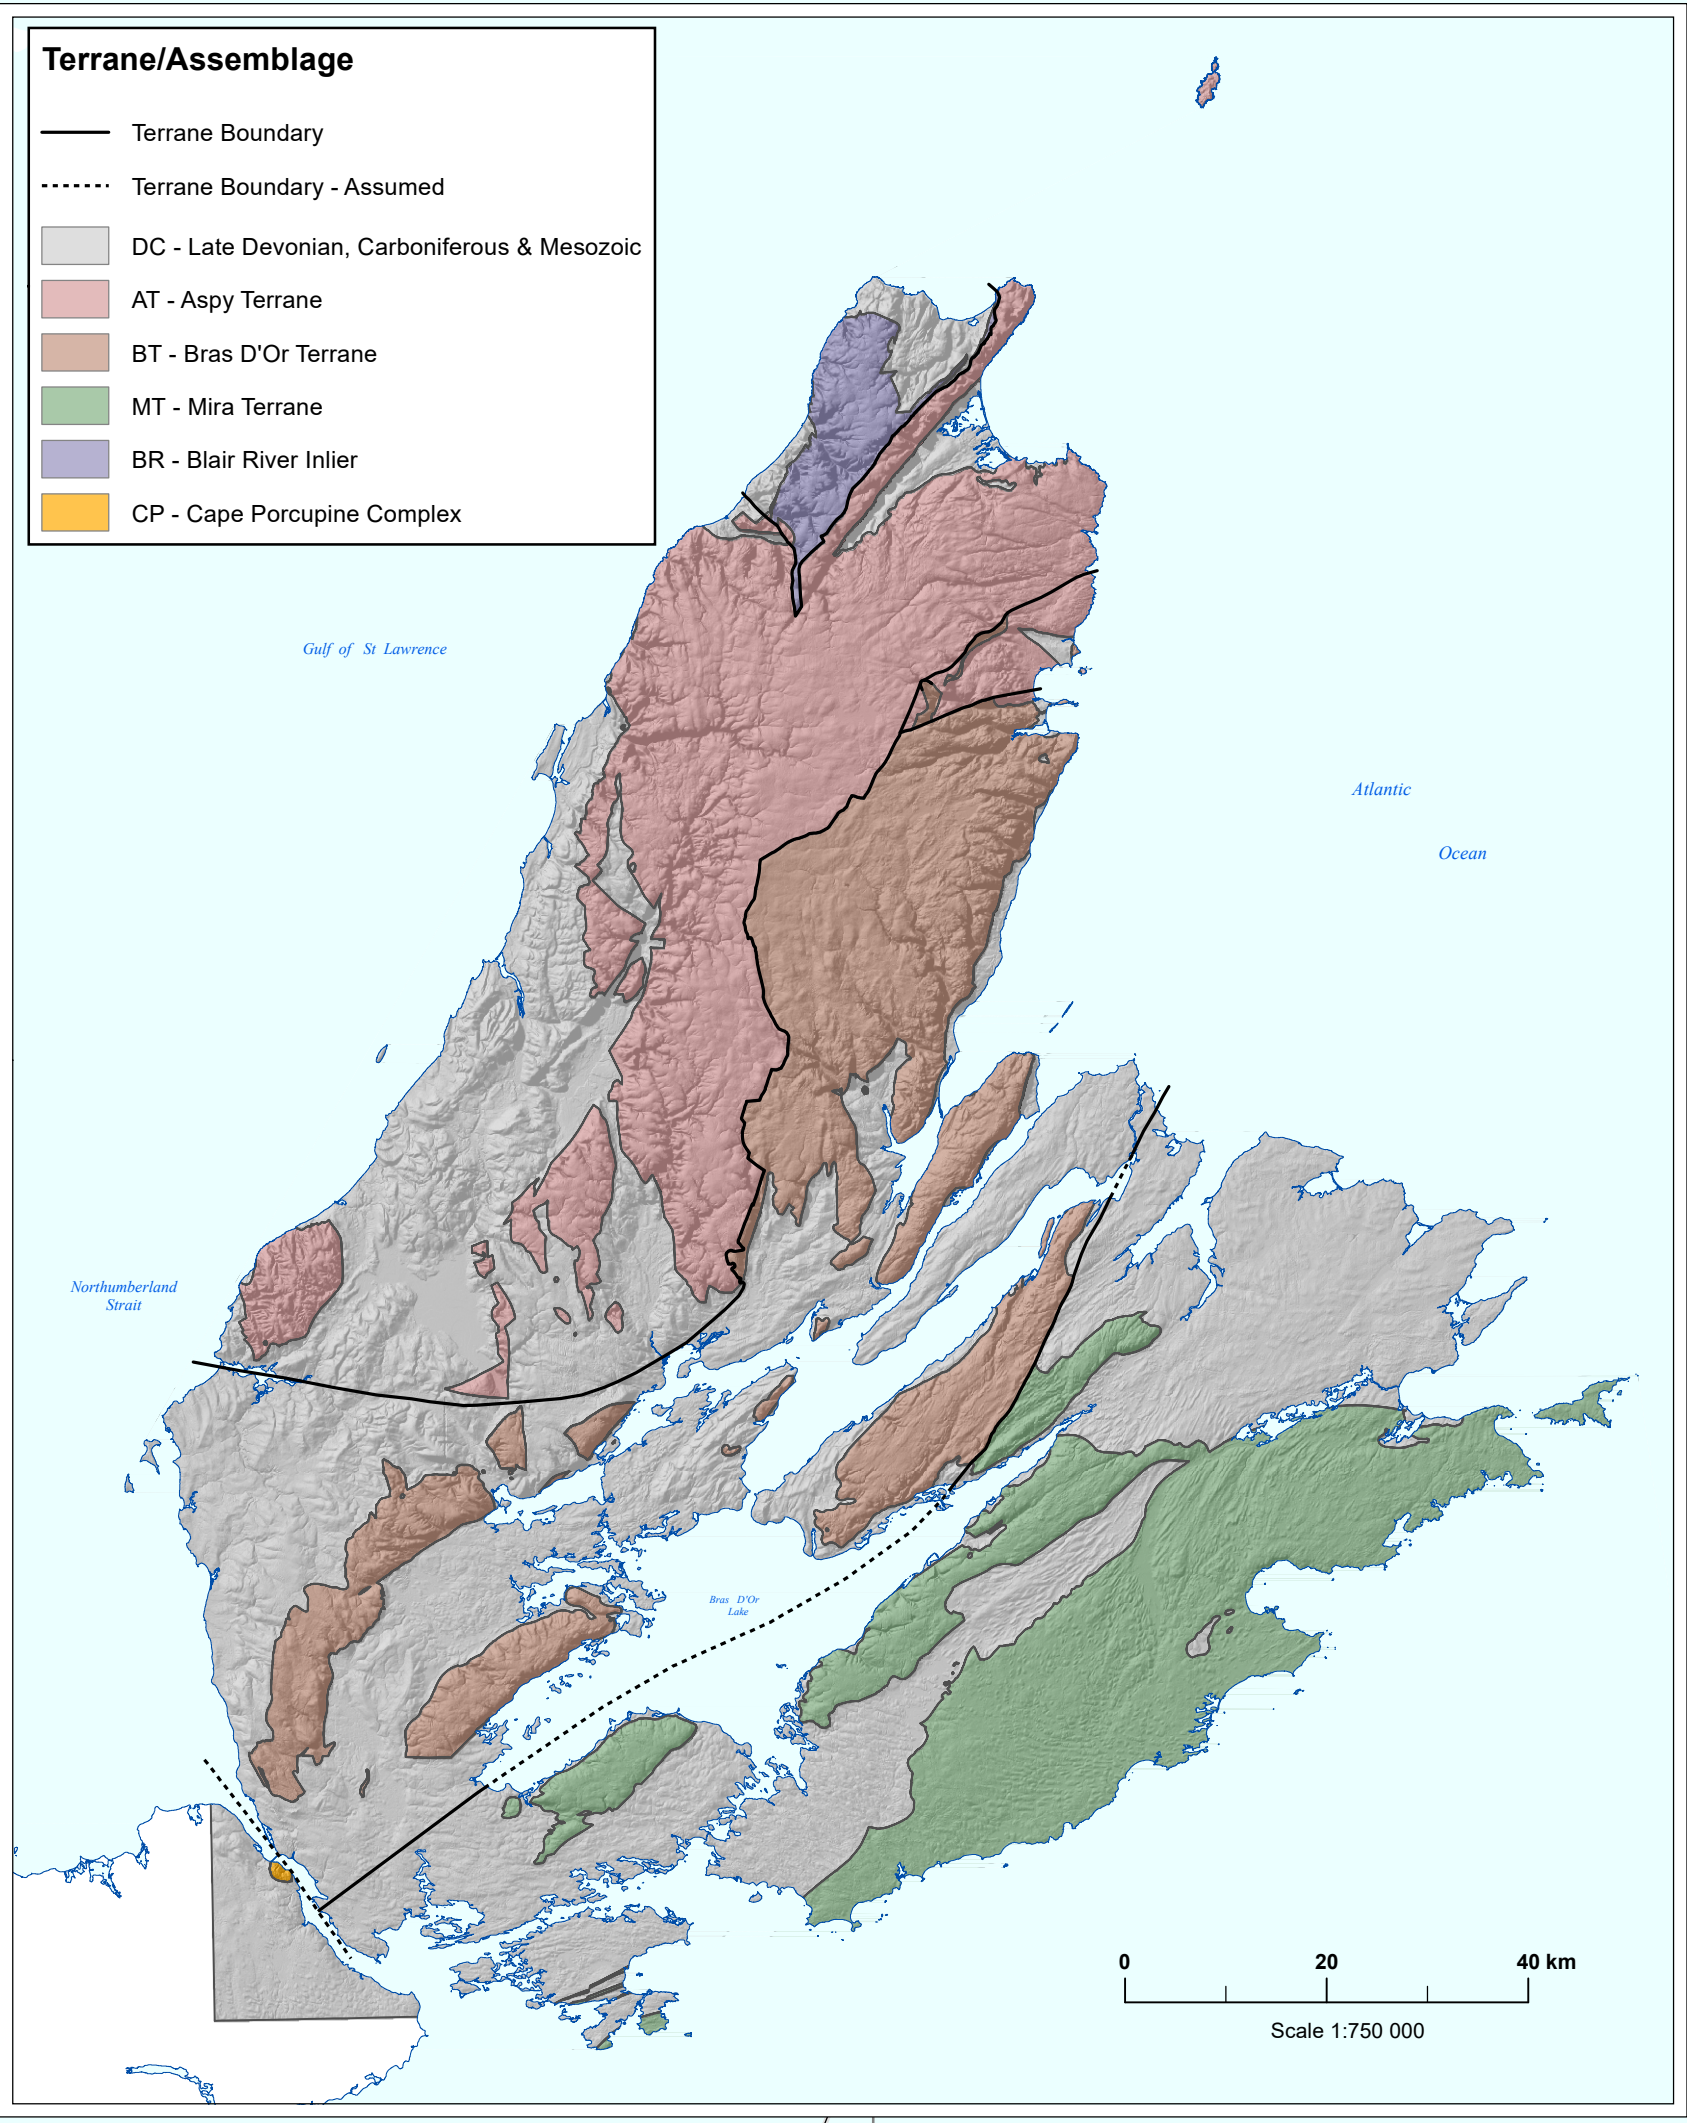 Terrane/Assemblage
Terrane Boundary
Terrane Boundary - Assumed
DC - Late Devonian, Carboniferous & Mesozoic
AT - Aspy Terrane
BT - Bras D'Or Terrane
MT - Mira Terrane
BR - Blair River Inlier
CP - Cape Porcupine Complex
Gulf of St Lawrence
Atlantic
Ocean
Northumberland
Strait
Bras D'Or
Lake
0 20 40 km
Scale 1:750 000